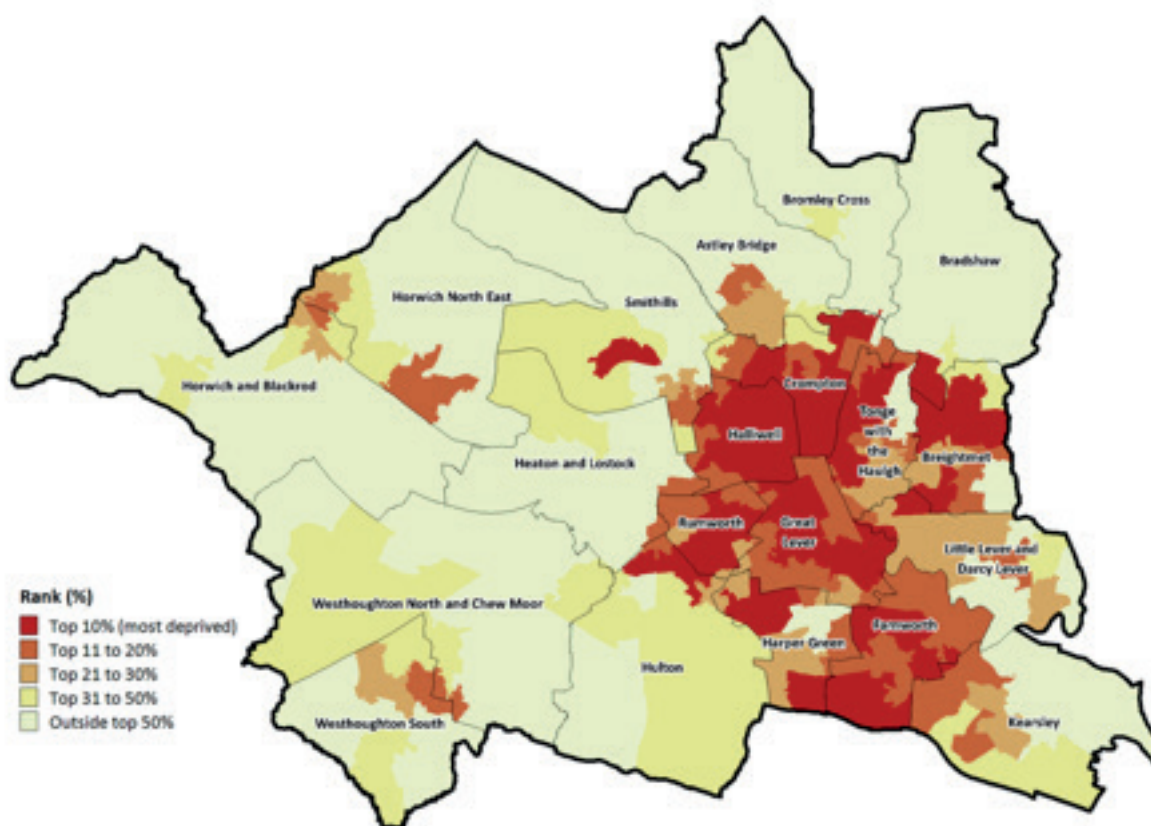 Bromley Cross
Astley Bridge
Bradshaw
Horwich North East
Smithills
Horwich and Blackrod
Crompton
Tonge
with
the
Haulgh
Halliwell
Breightmet
Heaton and Lostock
Rumworth
Great
Lever
Little Lever and
Darcy Lever
Westhoughton North and Chew Moor
Harper Green
Farnworth
Hulton
Westhoughton South
Kearsley
Rank (%)
Top 10% (most deprived)
Top 11 to 20%
Top 21 to 30%
Top 31 to 50%
Outside top 50%